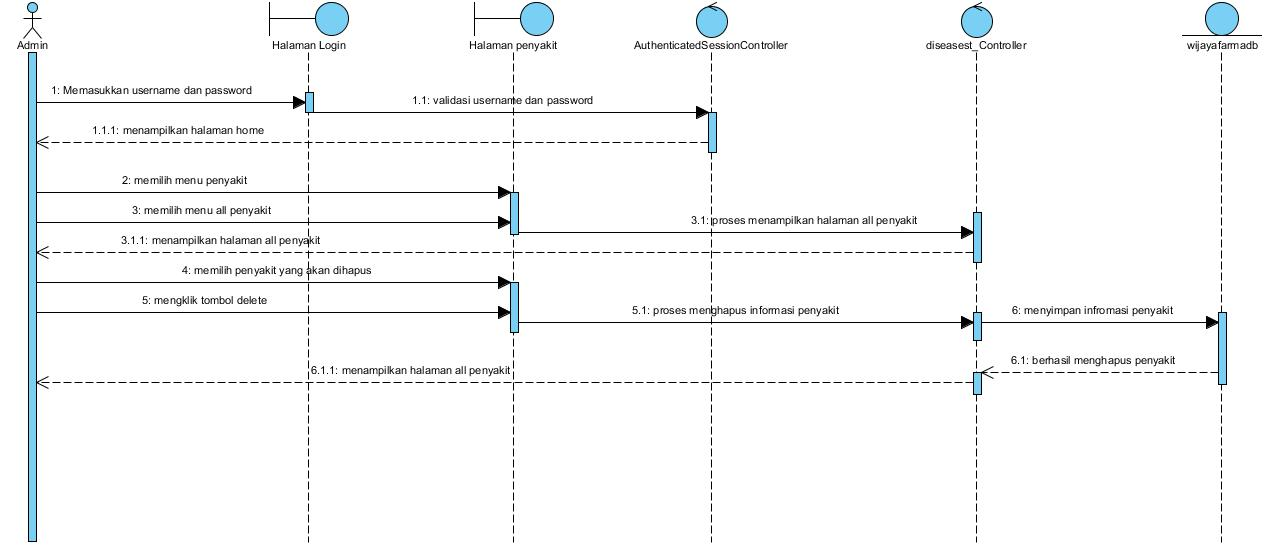 Admin
Halaman Login
Halaman penyakit
AuthenticatedSessionController
diseasest_Controller
wijayafarmadb
1: Memasukkan username dan password
1.1: validasi username dan password
1.1.1: menampilkan halaman home
2: memilih menu penyakit
3: memilih menu all penyakit
3.1: proses menampilkan halaman all penyakit
3.1.1: menampilkan halaman all penyakit
4: memilih penyakit yang akan dihapus
5: mengklik tombol delete
5.1: proses menghapus informasi penyakit
6: menyimpan infromasi penyakit
6.1: berhasil menghapus penyakit
6.1.1: menampilkan halaman all penyakit